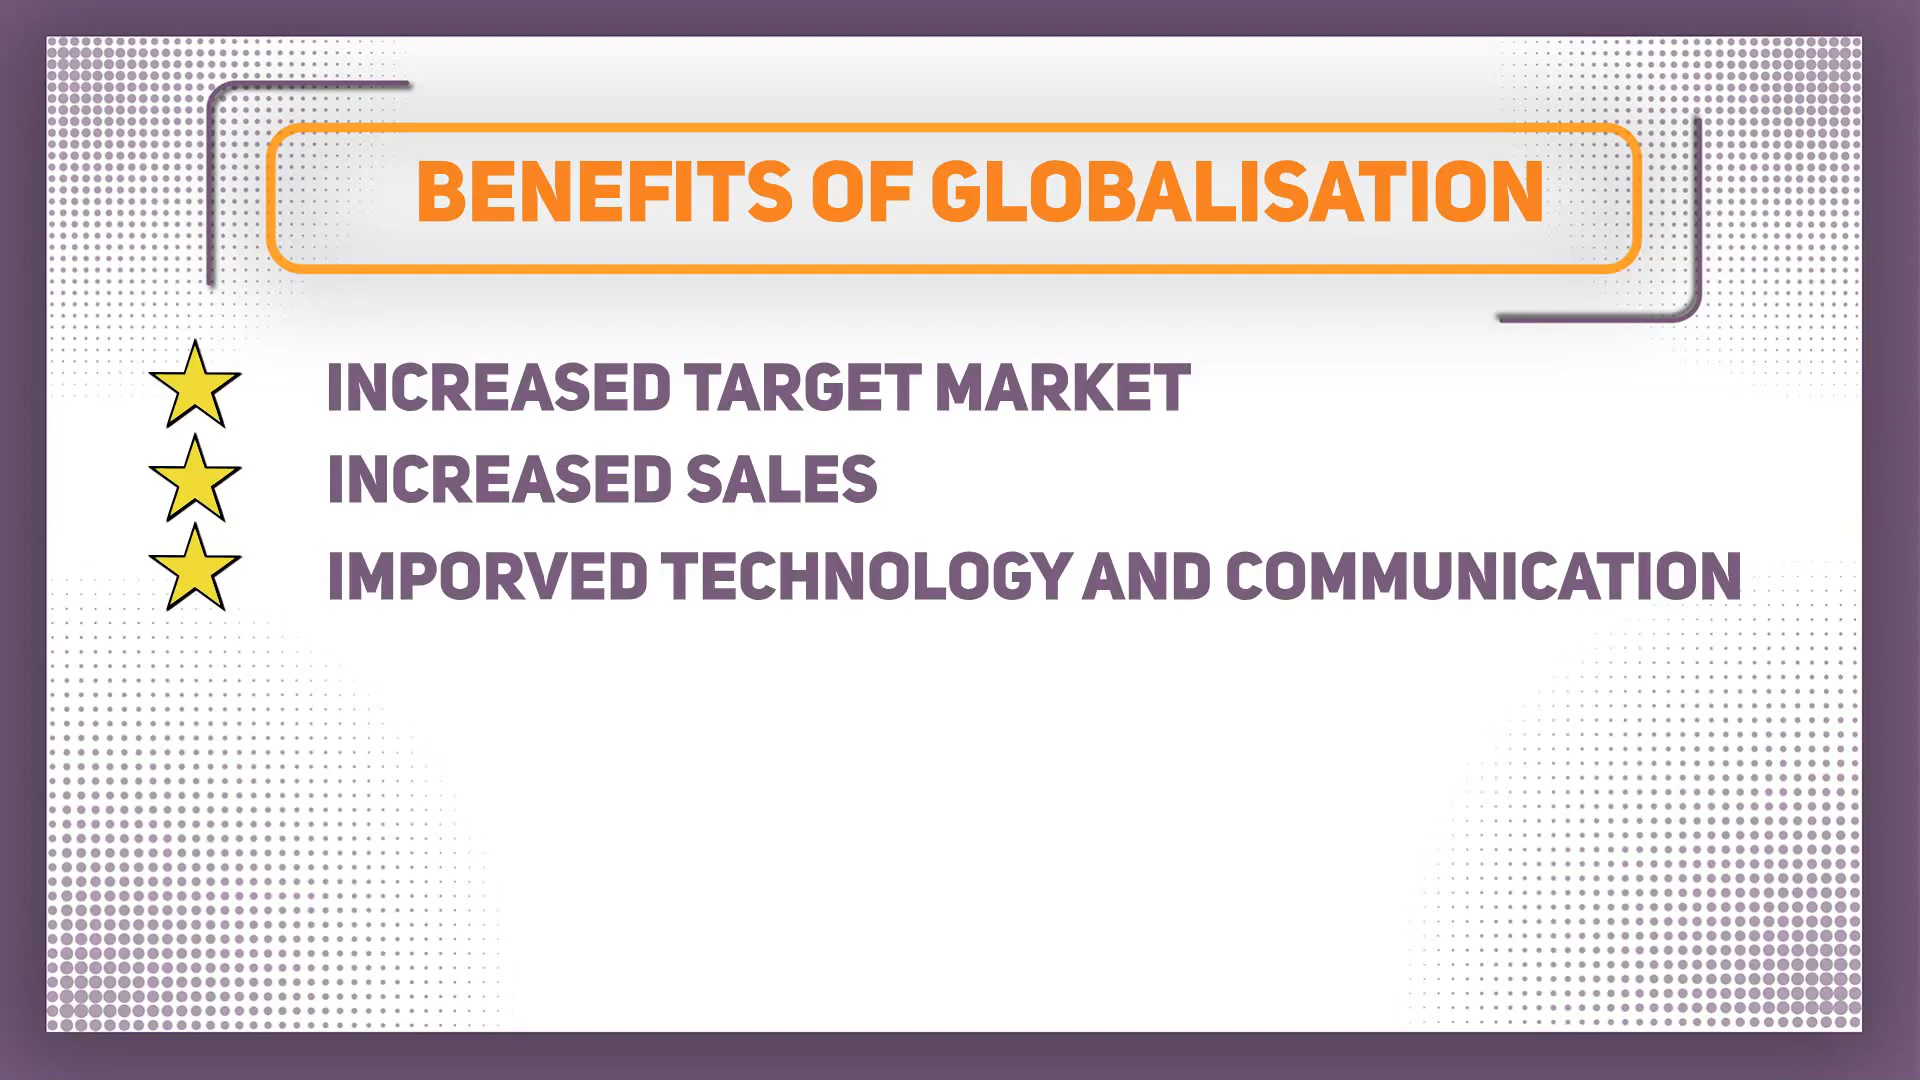 BENEFITS OF GLOBALISATION
INCREASED TARGET MARKET
INCREASED SALES
IMPORVED TECHNOLOGY AND COMMUNICATION